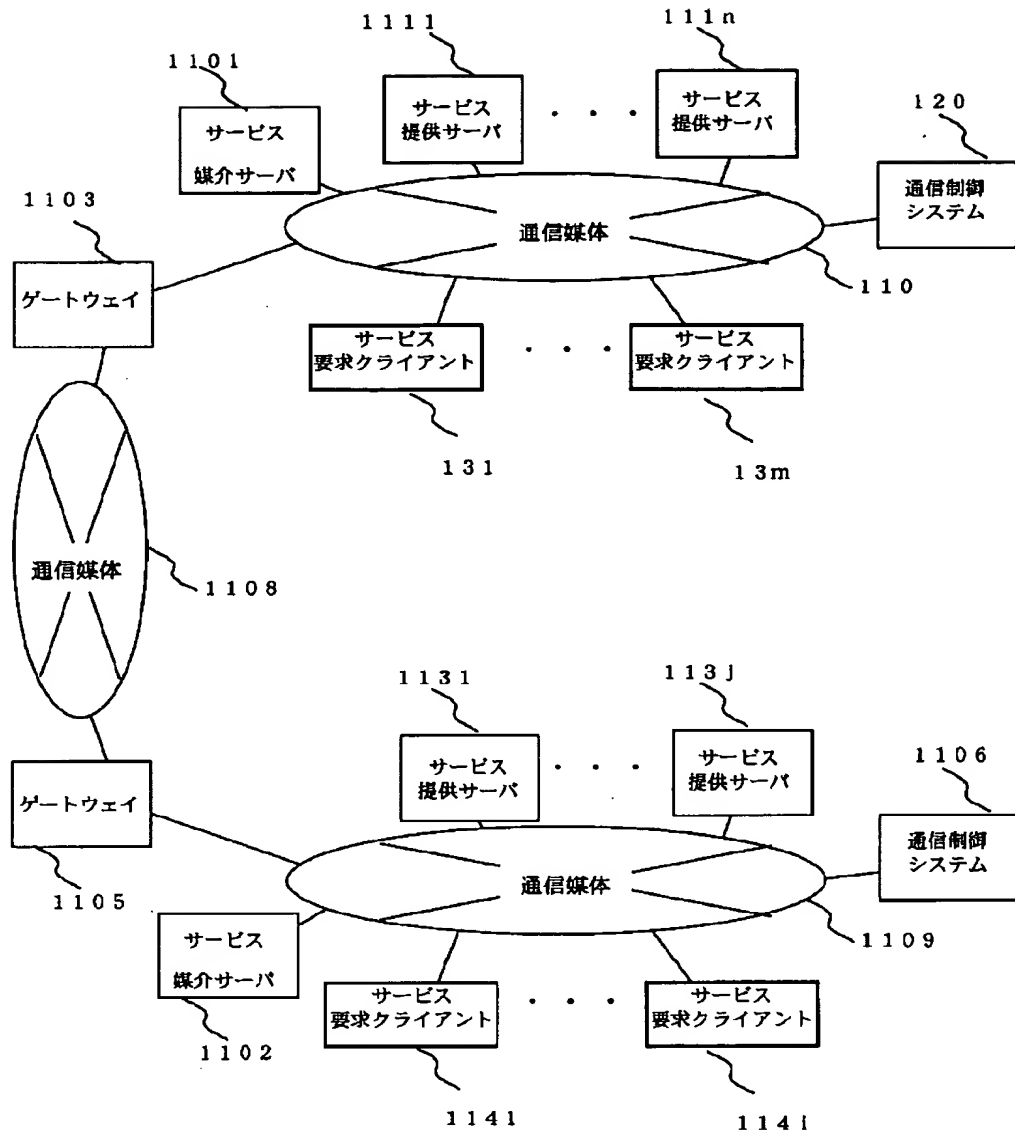 1111
111n
1101
120
サービス
提供サーバ
・・・
サービス
提供サーバ
サービス
媒介サーバ
通信制御
システム
1103
通信媒体
110
ゲートウェイ
サービス
要求クライアント
・・・
サービス
要求クライアント
131
13m
通信媒体
1108
1131
113j
1106
サービス
提供サーバ
・・・
サービス
提供サーバ
ゲートウェイ
通信制御
システム
通信媒体
1105
1109
サービス
媒介サーバ
サービス
要求クライアント
・・・
サービス
要求クライアント
1102
1141
114l